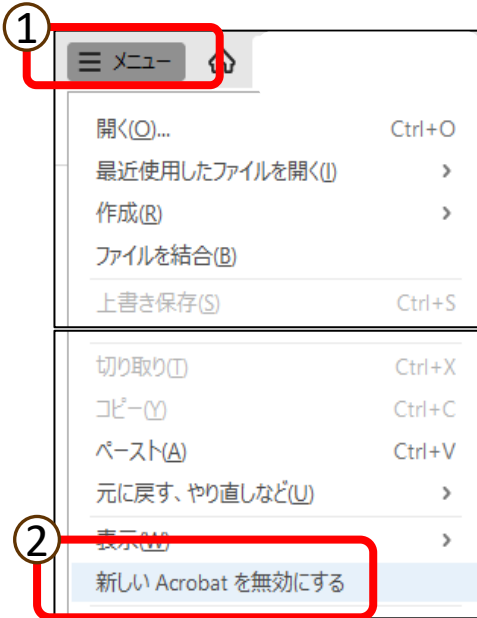 ①
☰ メニュー
開く(O)... Ctrl+O
最近使用したファイルを開く(I) >
作成(R) >
ファイルを結合(B)
上書き保存(S) Ctrl+S
切り取り(T) Ctrl+X
コピー(Y) Ctrl+C
ペースト(A) Ctrl+V
元に戻す、やり直しなど(U) >
②
表示(W) >
新しい Acrobat を無効にする